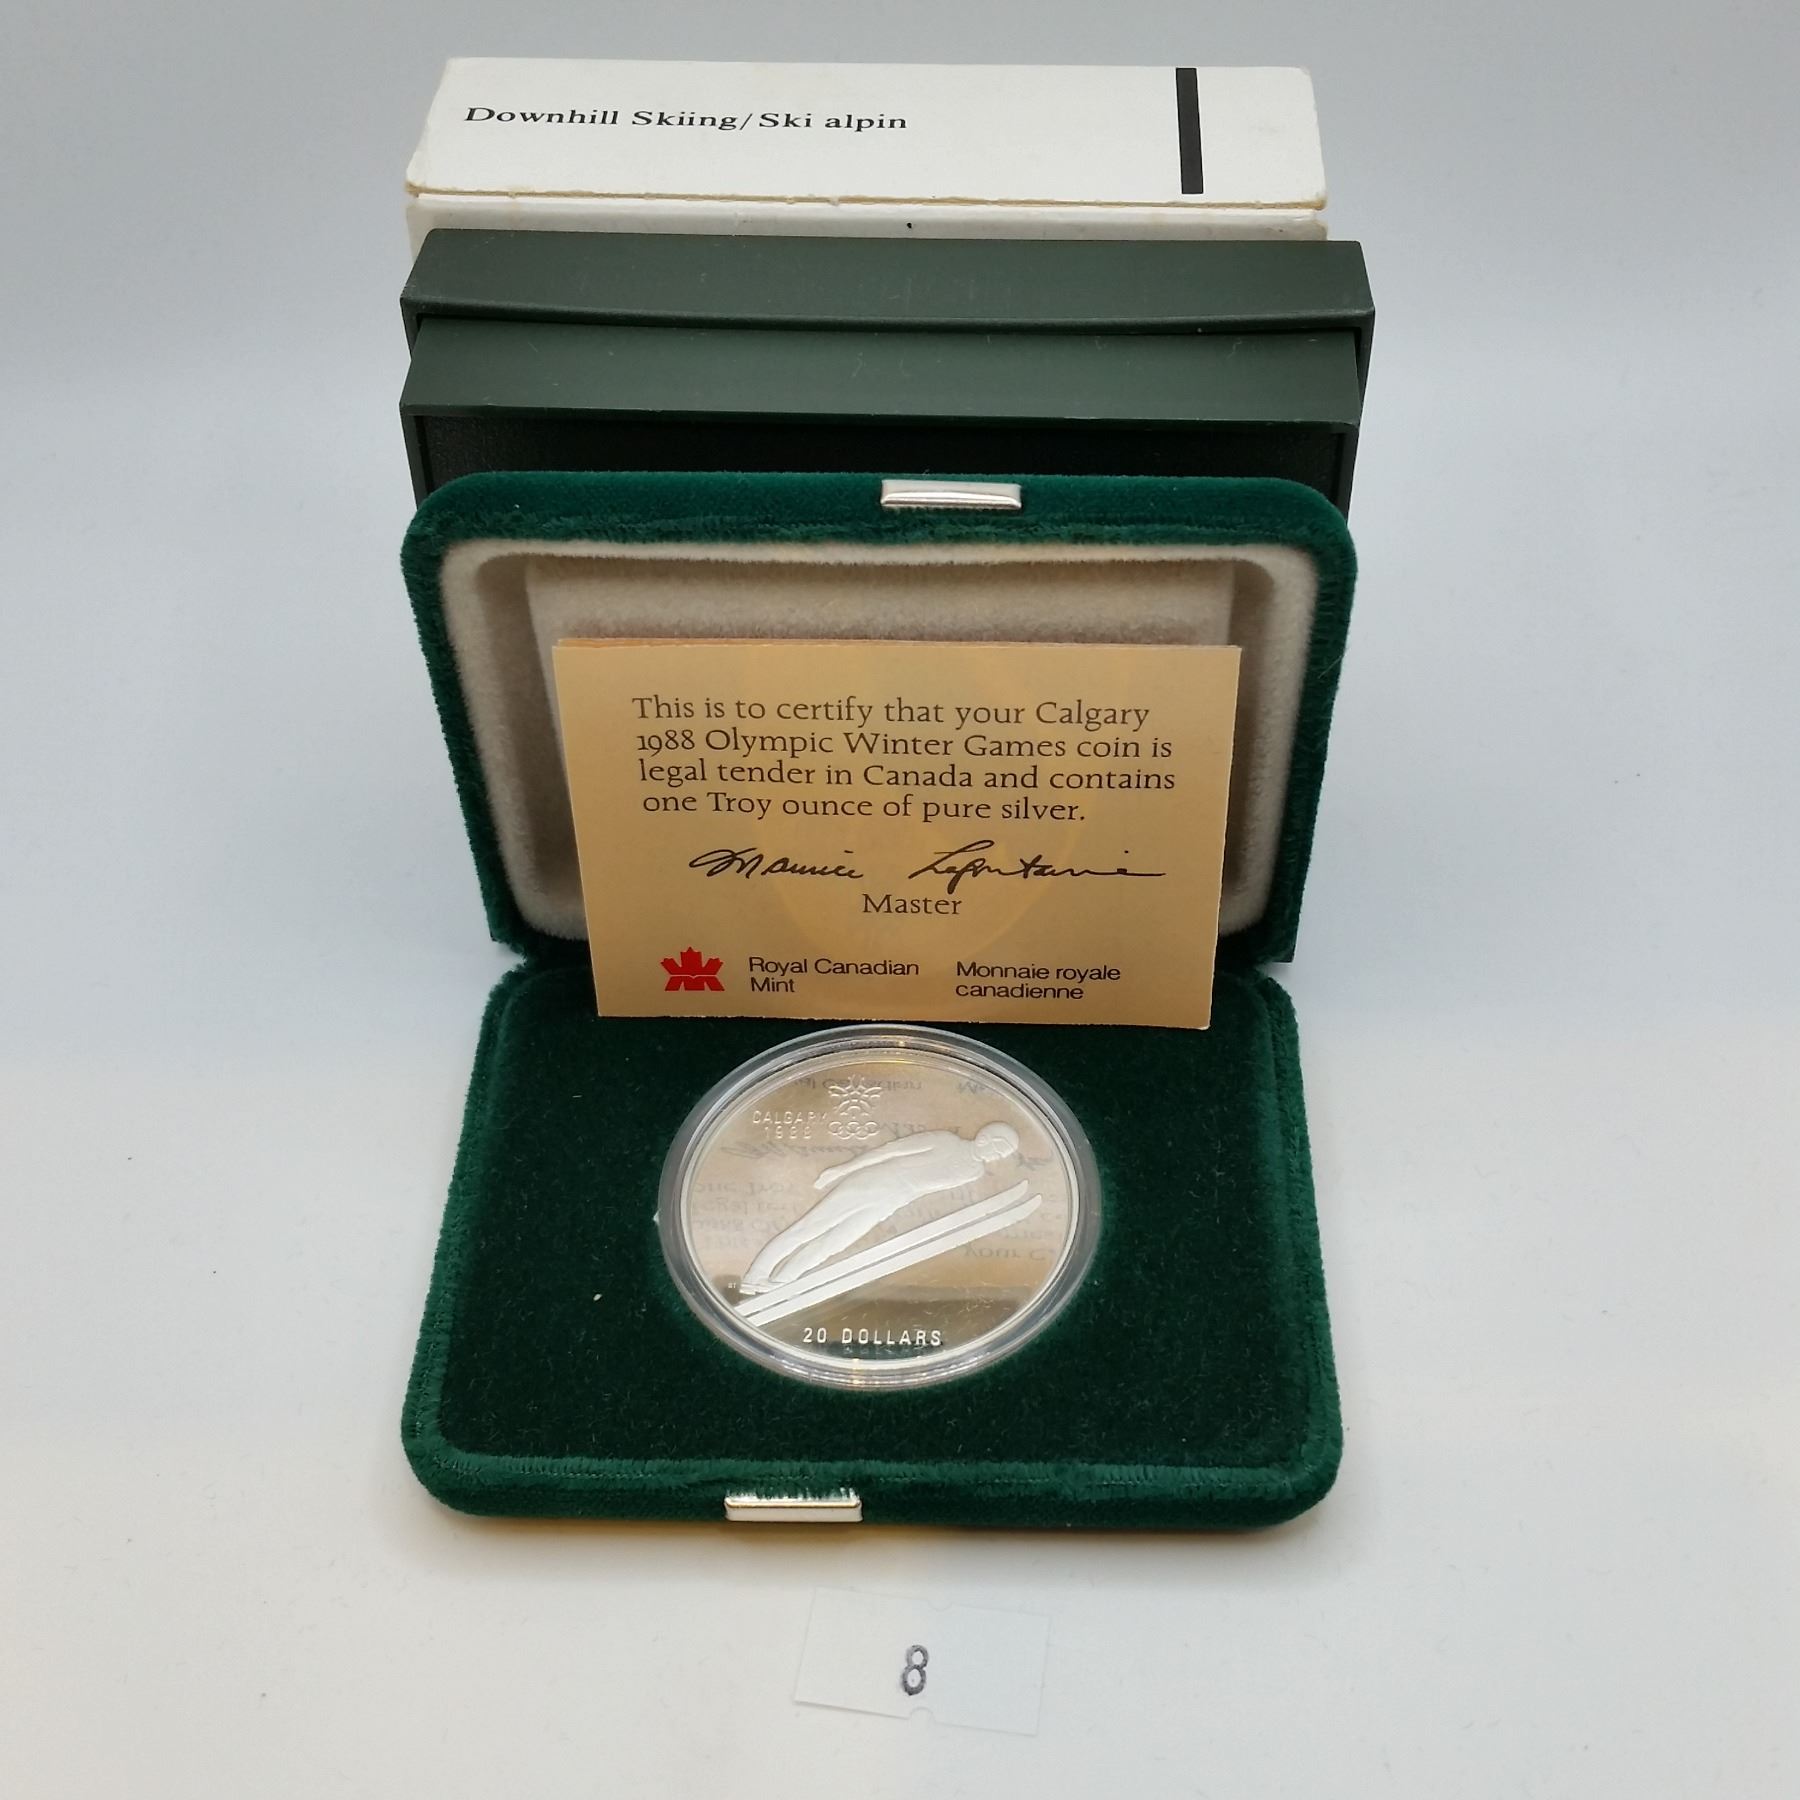 Downhill Skiing/Ski alpin
This is to certify that your Calgary
1988 Olympic Winter Games coin is
legal tender in Canada and contains
one Troy ounce of pure silver.
Maurice Lafontaine
Master
Royal Canadian
Mint
Monnaie royale
canadienne
CALGARY
1988
20 DOLLARS
8